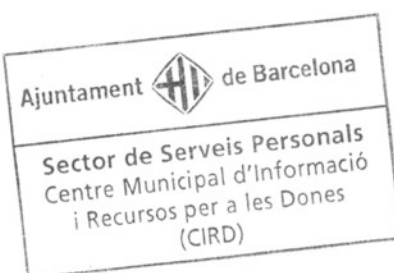 Ajuntament de Barcelona
Sector de Serveis Personals
Centre Municipal d'Informació
i Recursos per a les Dones
(CIRD)